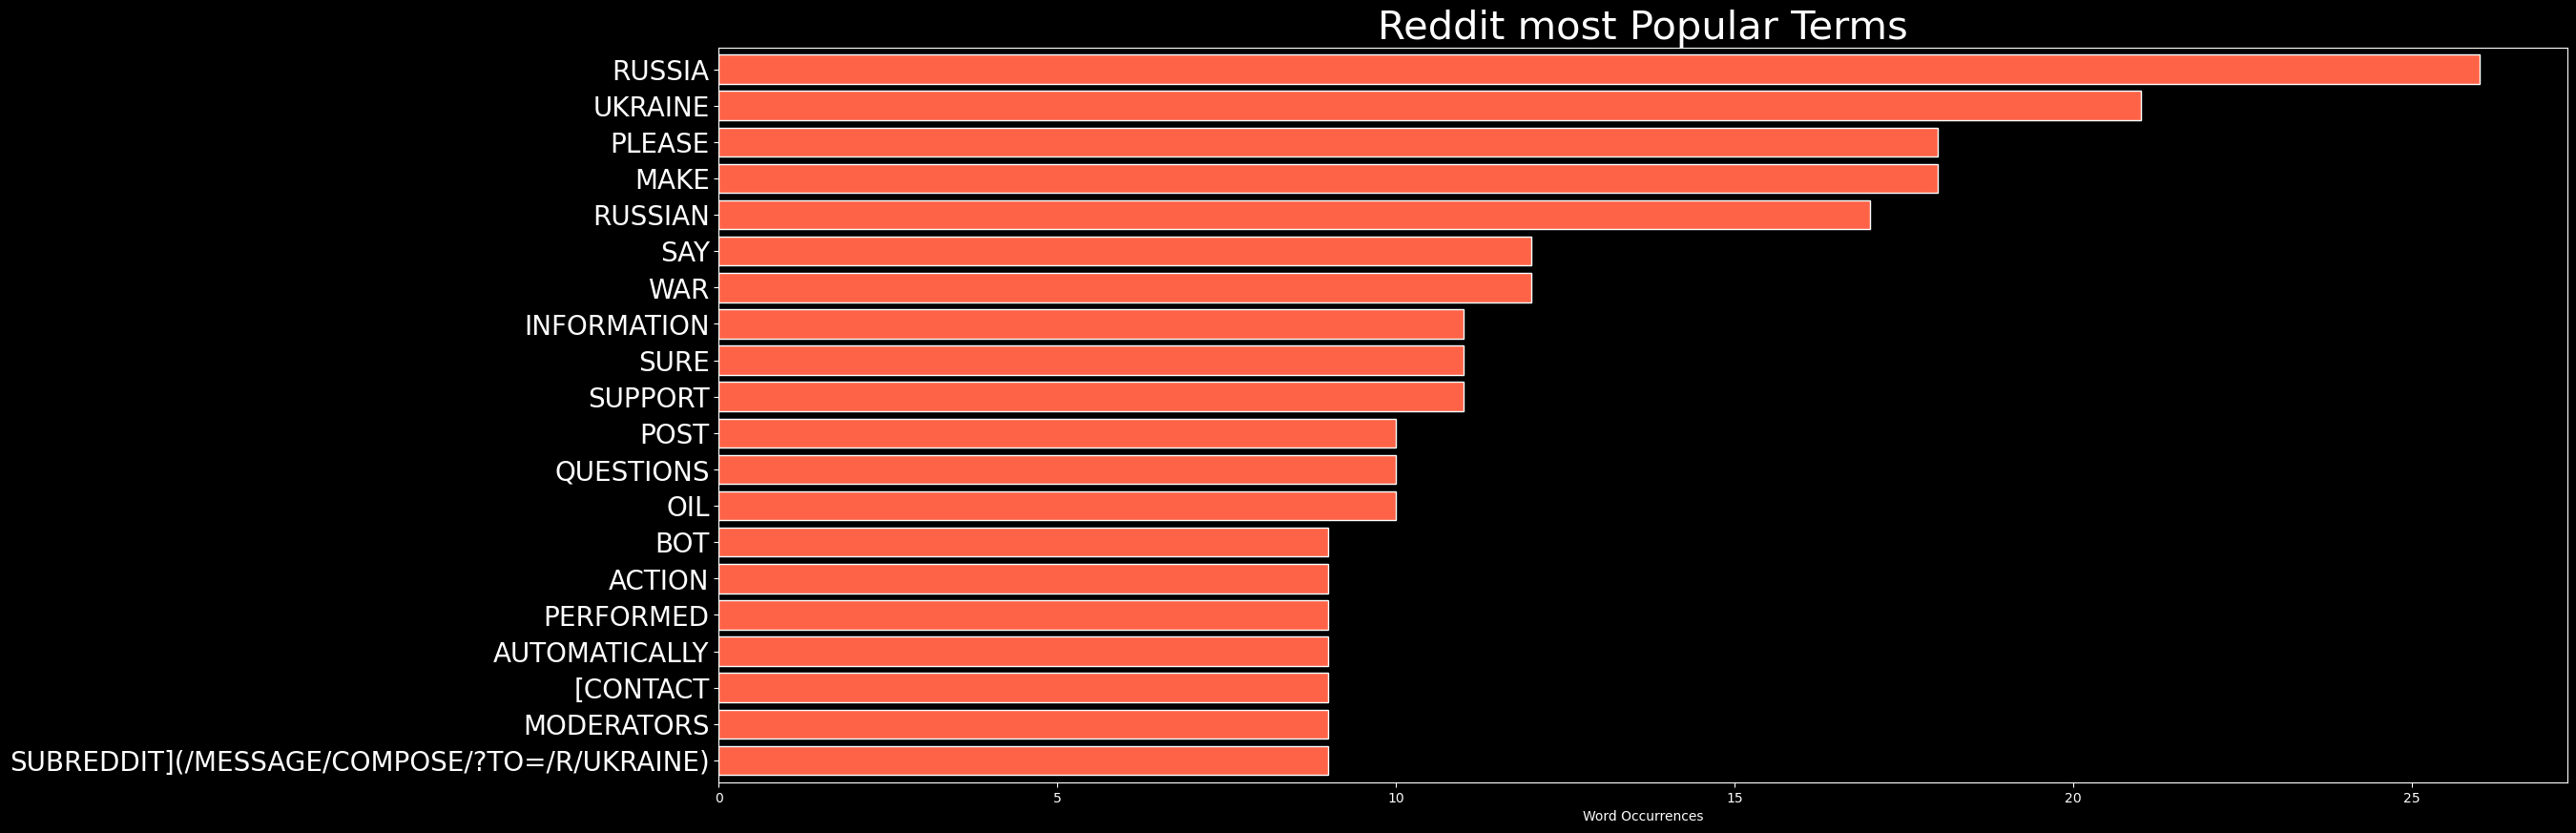 Reddit most Popular Terms
RUSSIA
UKRAINE
PLEASE
MAKE
RUSSIAN
SAY
WAR
INFORMATION
SURE
SUPPORT
POST
QUESTIONS
OIL
BOT
ACTION
PERFORMED
AUTOMATICALLY
[CONTACT
MODERATORS
SUBREDDIT](/MESSAGE/COMPOSE/?TO=/R/UKRAINE)
0 5 10 15 20 25
Word Occurrences